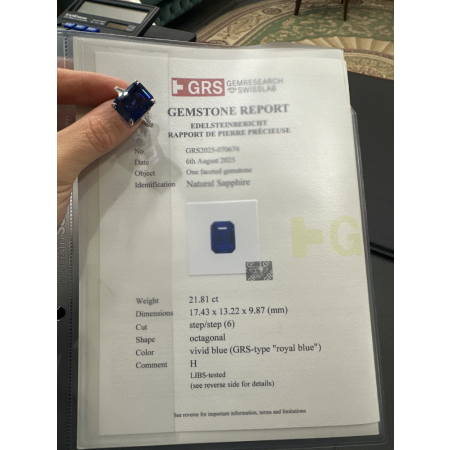 GRS GEMRESEARCH SWISSLAB
GEMSTONE REPORT
EDELSTEINBERICHT
RAPPORT DE PIERRE PRÉCIEUSE
No. GRS2025-070674
Date 6th August 2025
Object One faceted gemstone
Identification Natural Sapphire
G
Weight 21.81 ct
Dimensions 17.43 x 13.22 x 9.87 (mm)
Cut step/step (6)
Shape octagonal
Color vivid blue (GRS-type "royal blue")
Comment H
LIBS-tested
(see reverse side for details)
See reverse for important information, terms and limitations